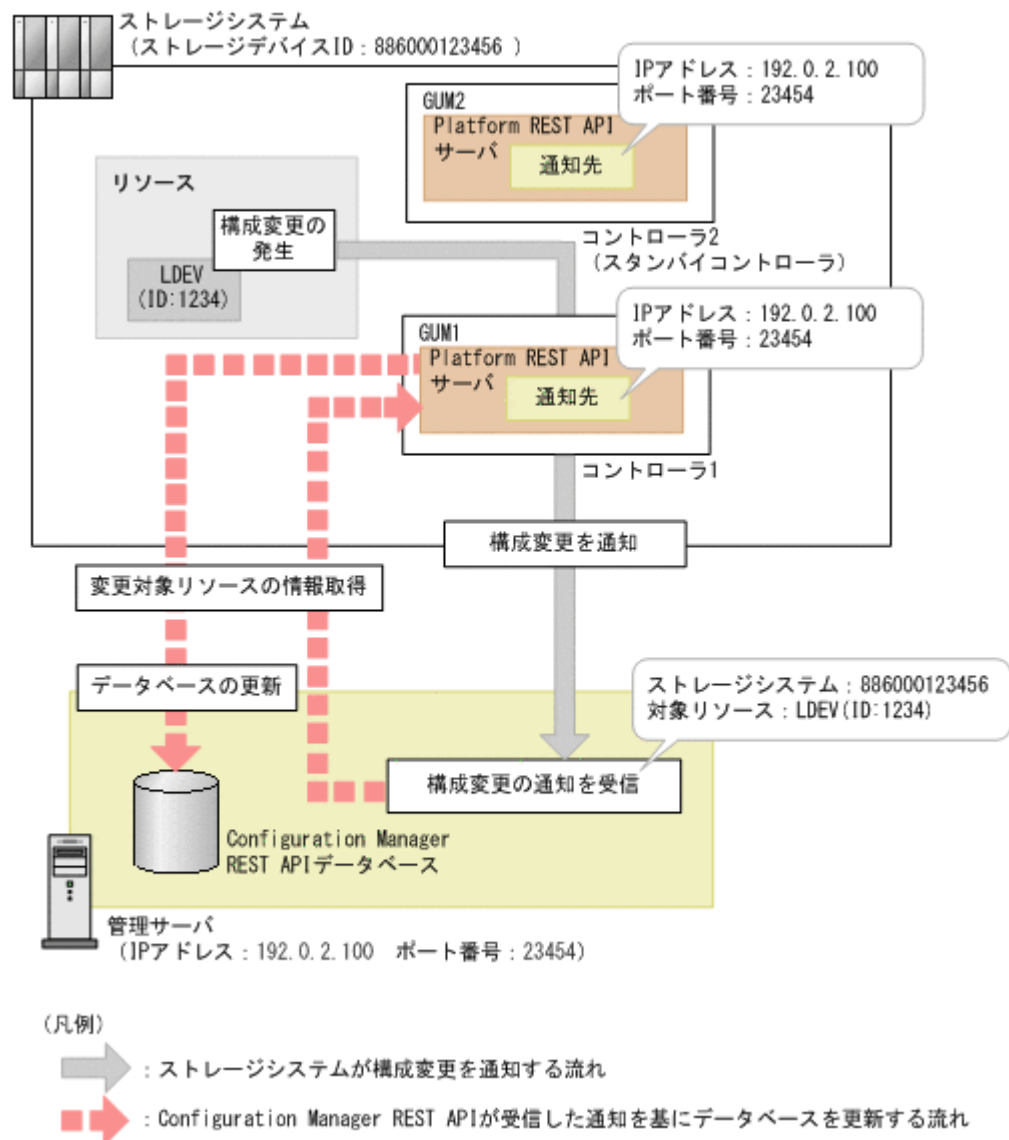 ストレージシステム
(ストレージデバイスID：886000123456 )
IPアドレス：192.0.2.100
ポート番号：23454
GUM2
Platform REST API
サーバ
通知先
リソース
構成変更の
発生
LDEV
(ID:1234)
コントローラ2
(スタンバイコントローラ)
IPアドレス：192.0.2.100
ポート番号：23454
GUM1
Platform REST API
サーバ
通知先
コントローラ1
構成変更を通知
変更対象リソースの情報取得
データベースの更新
ストレージシステム：886000123456
対象リソース：LDEV(ID:1234)
構成変更の通知を受信
Configuration Manager
REST APIデータベース
管理サーバ
(IPアドレス：192.0.2.100　ポート番号：23454)
(凡例)
：ストレージシステムが構成変更を通知する流れ
：Configuration Manager REST APIが受信した通知を基にデータベースを更新する流れ